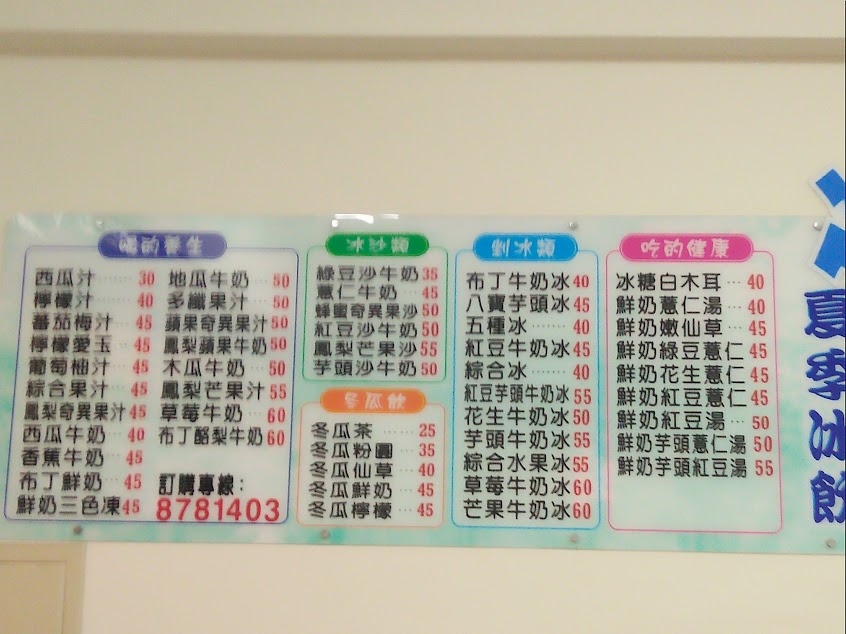 喝的養生
西瓜汁 30
檸檬汁 40
蕃茄梅汁 45
檸檬愛玉 45
葡萄柚汁 45
綜合果汁 45
鳳梨奇異果汁 45
西瓜牛奶 40
香蕉牛奶 45
布丁鮮奶 45
鮮奶三色凍 45
地瓜牛奶 50
多纖果汁 50
蘋果奇異果汁 50
鳳梨蘋果牛奶 50
木瓜牛奶 50
鳳梨芒果汁 55
草莓牛奶 60
布丁酪梨牛奶 60
訂購專線：
8781403
冰沙類
綠豆沙牛奶 35
薏仁牛奶 45
蜂蜜奇異果沙 50
紅豆沙牛奶 50
鳳梨芒果沙 55
芋頭沙牛奶 50
冬瓜飲
冬瓜茶 25
冬瓜粉圓 35
冬瓜仙草 40
冬瓜鮮奶 45
冬瓜檸檬 45
剉冰類
布丁牛奶冰 40
八寶芋頭冰 45
五種冰 40
紅豆牛奶冰 45
綜合冰 40
紅豆芋頭牛奶冰 55
花生牛奶冰 50
芋頭牛奶冰 55
綜合水果冰 55
草莓牛奶冰 60
芒果牛奶冰 60
吃的健康
冰糖白木耳 40
鮮奶薏仁湯 40
鮮奶嫩仙草 45
鮮奶綠豆薏仁 45
鮮奶花生薏仁 45
鮮奶紅豆薏仁 45
鮮奶紅豆湯 50
鮮奶芋頭薏仁湯 50
鮮奶芋頭紅豆湯 55
夏季冰飲